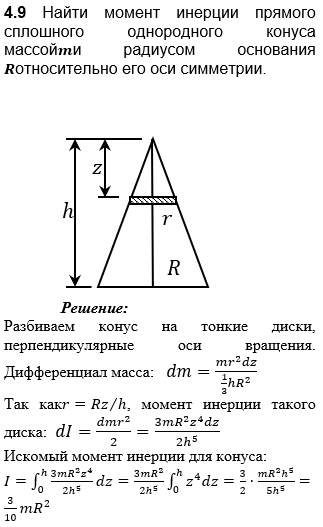 4.9 Найти момент инерции прямого
сплошного однородного конуса
массойmи радиусом основания
Rотносительно его оси симметрии.
z
h
r
R
Решение:
Разбиваем конус на тонкие диски,
перпендикулярные оси вращения.
Дифференциал масса: dm = mr²dz / ⅓hR²
Так какr = Rz/h, момент инерции такого
диска: dI = dmr²/2 = 3mR²z⁴dz/2h⁵
Искомый момент инерции для конуса:
I = ∫₀ʰ 3mR²z⁴/2h⁵ dz = 3mR²/2h⁵ ∫₀ʰ z⁴dz = 3/2 · mR²h⁵/5h⁵ =
3/10 mR²